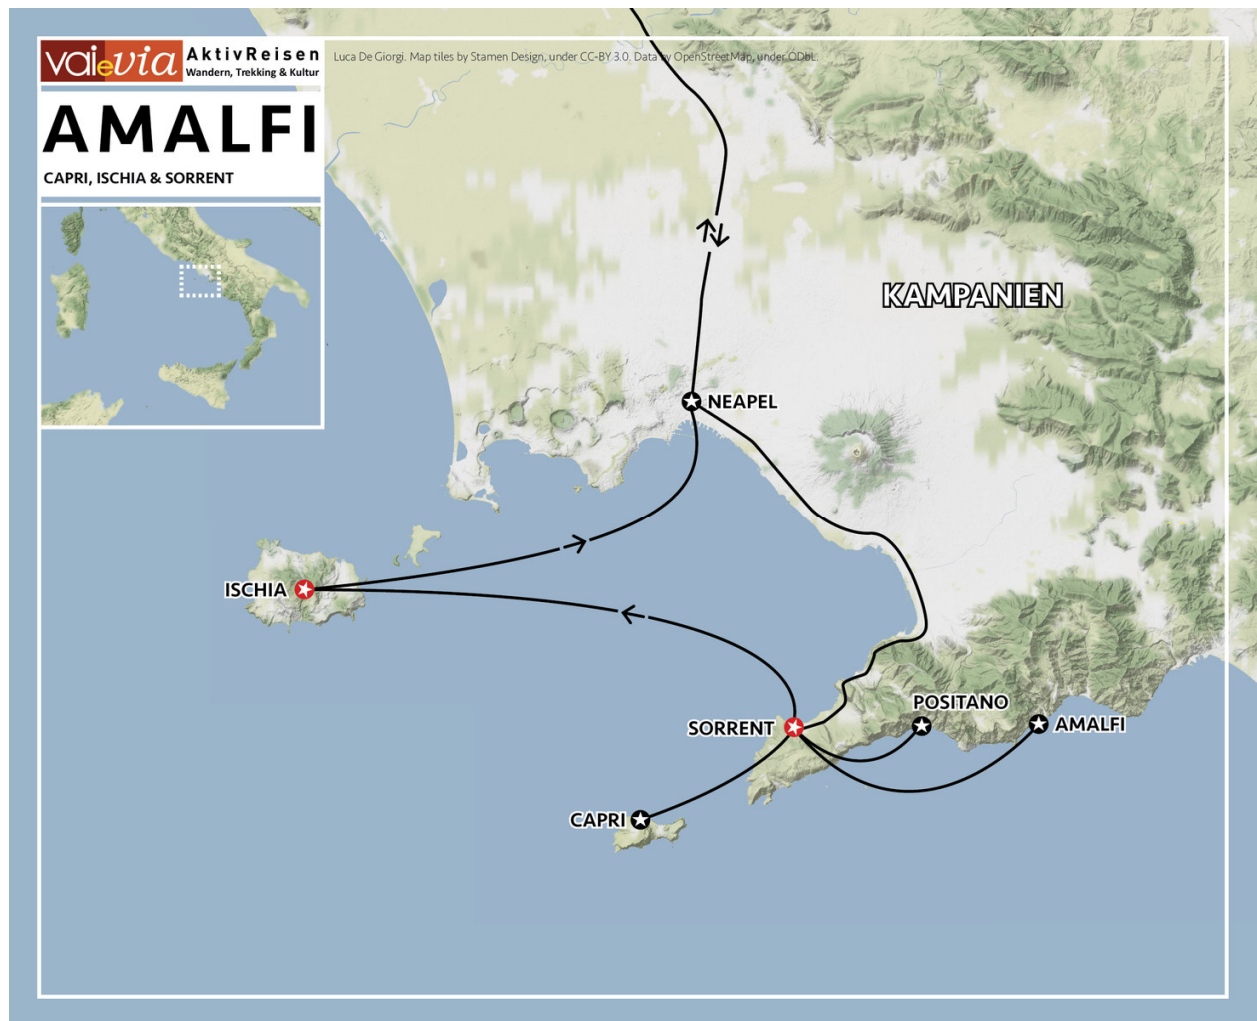 vaievia AktivReisen
Wandern, Trekking & Kultur
Luca De Giorgi. Map tiles by Stamen Design, under CC-BY 3.0. Data by OpenStreetMap, under ODbL.
AMALFI
CAPRI, ISCHIA & SORRENT
KAMPANIEN
NEAPEL
ISCHIA
POSITANO
SORRENT
AMALFI
CAPRI